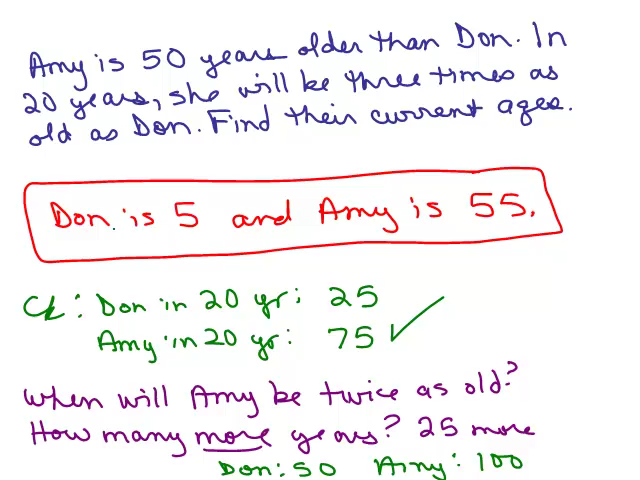 Amy is 50 years older than Don. In
20 years, she will be three times as
old as Don. Find their current ages.
Don is 5 and Amy is 55.
Ck: Don in 20 yr: 25
Amy in 20 yr: 75 ✓
When will Amy be twice as old?
How many more years? 25 more
Don: 50 Amy: 100